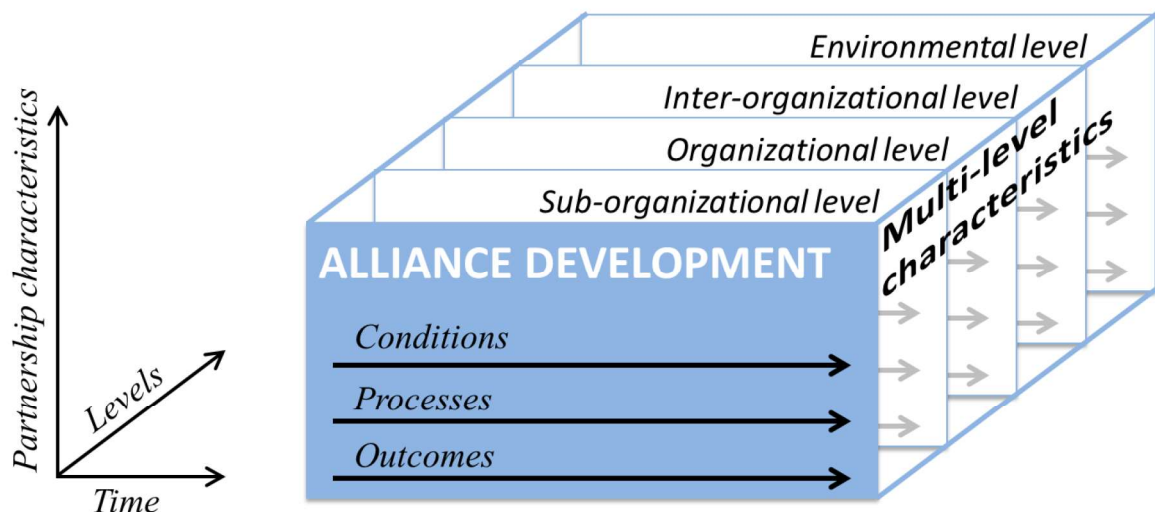 Partnership characteristics
Levels
Time
Environmental level
Inter-organizational level
Organizational level
Sub-organizational level
Multi-level
characteristics
ALLIANCE DEVELOPMENT
Conditions
Processes
Outcomes